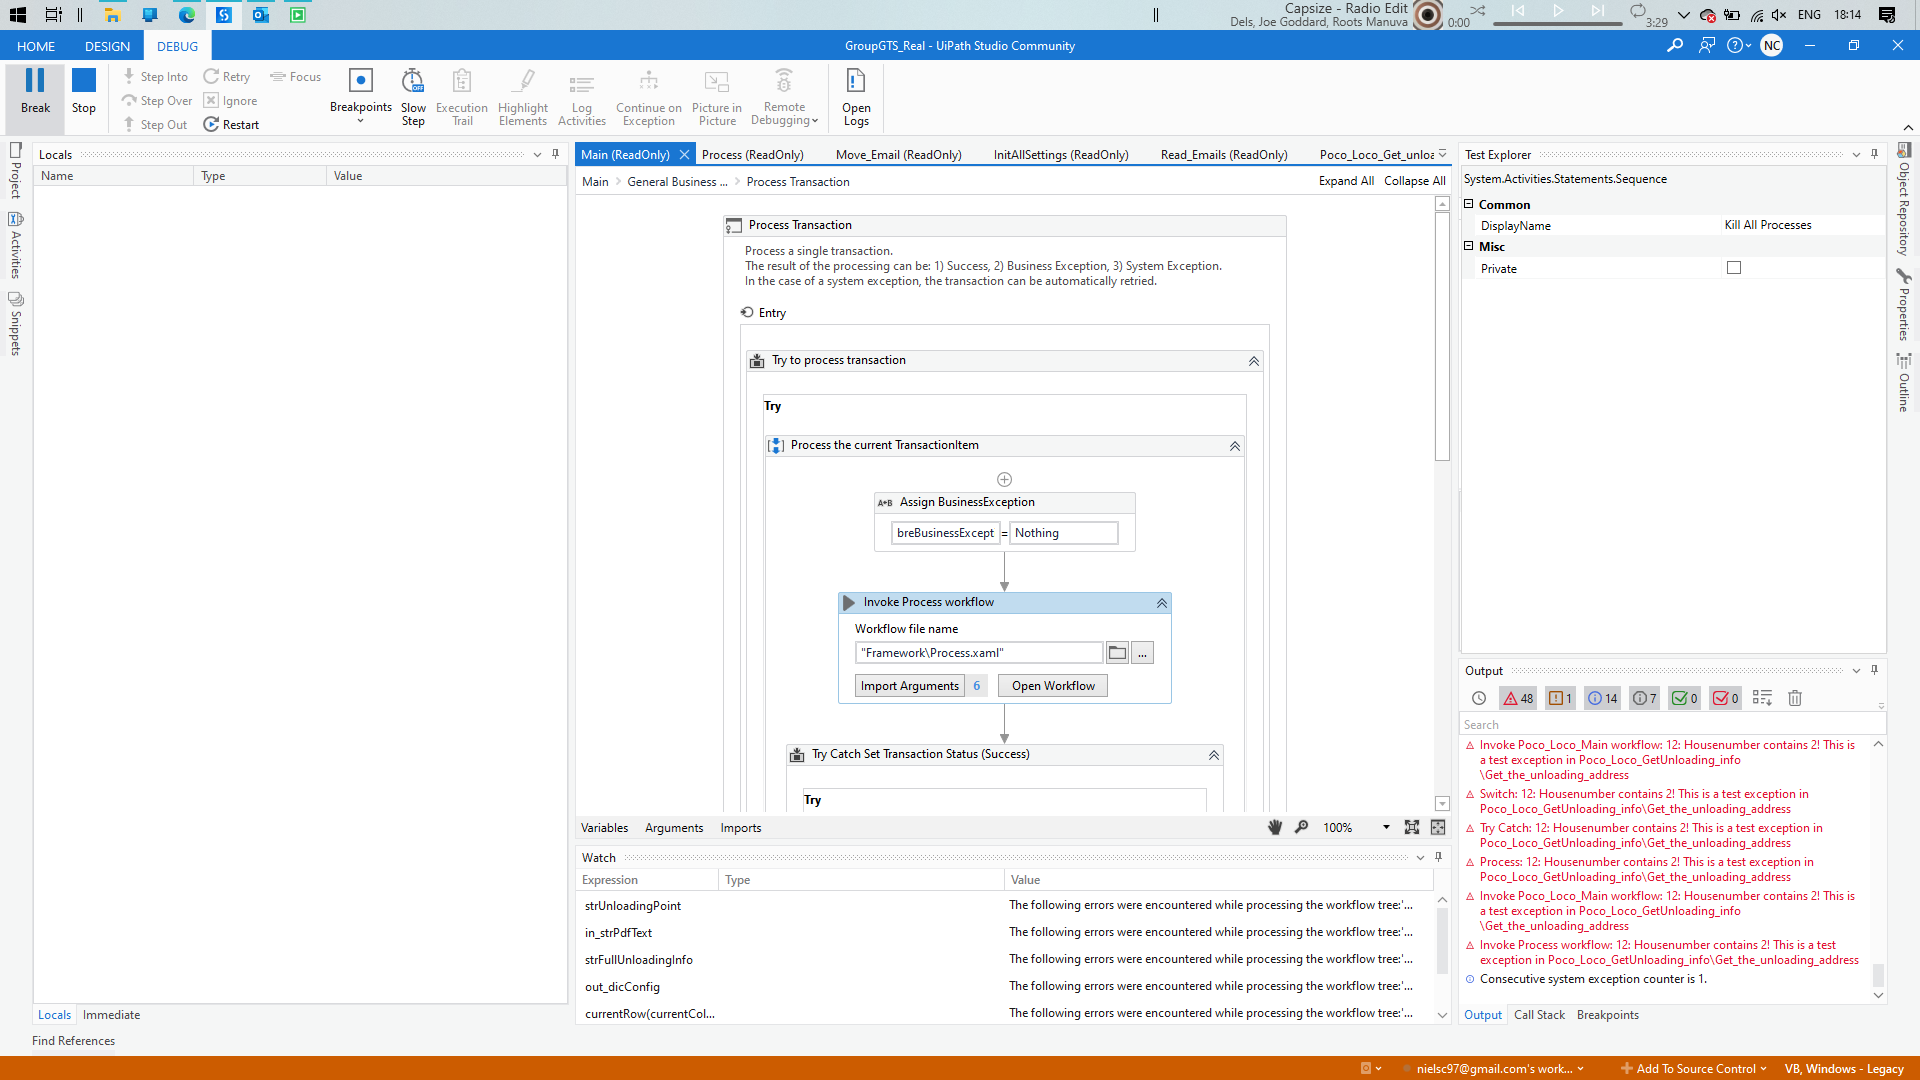 Capsize - Radio Edit
Dels, Joe Goddard, Roots Manuva
0:00
3:29
ENG
18:14
HOME
DESIGN
DEBUG
GroupGTS_Real - UiPath Studio Community
NC
Break
Stop
Step Into
Step Over
Step Out
Retry
Ignore
Restart
Focus
Breakpoints
Slow
Step
OFF
Execution
Trail
Highlight
Elements
Log
Activities
Continue on
Exception
Picture in
Picture
Remote
Debugging
Open
Logs
Project
Activities
Snippets
Locals
Name
Type
Value
Main (ReadOnly)
Process (ReadOnly)
Move_Email (ReadOnly)
InitAllSettings (ReadOnly)
Read_Emails (ReadOnly)
Poco_Loco_Get_unloa
Main > General Business ... > Process Transaction
Expand All
Collapse All
Process Transaction
Process a single transaction.
The result of the processing can be: 1) Success, 2) Business Exception, 3) System Exception.
In the case of a system exception, the transaction can be automatically retried.
Entry
Try to process transaction
Try
Process the current TransactionItem
A+B Assign BusinessException
breBusinessExcept = Nothing
Invoke Process workflow
Workflow file name
"Framework\Process.xaml"
...
Import Arguments 6
Open Workflow
Try Catch Set Transaction Status (Success)
Try
Variables
Arguments
Imports
100%
Watch
Expression
Type
Value
strUnloadingPoint
The following errors were encountered while processing the workflow tree:'...
in_strPdfText
The following errors were encountered while processing the workflow tree:'...
strFullUnloadingInfo
The following errors were encountered while processing the workflow tree:'...
out_dicConfig
The following errors were encountered while processing the workflow tree:'...
currentRow(currentCol...
The following errors were encountered while processing the workflow tree:'...
Test Explorer
System.Activities.Statements.Sequence
Common
DisplayName
Kill All Processes
Misc
Private
Object Repository
Properties
Outline
Output
48
1
14
7
0
0
Search
Invoke Poco_Loco_Main workflow: 12: Housenumber contains 2! This is
a test exception in Poco_Loco_GetUnloading_info
\Get_the_unloading_address
Switch: 12: Housenumber contains 2! This is a test exception in
Poco_Loco_GetUnloading_info\Get_the_unloading_address
Try Catch: 12: Housenumber contains 2! This is a test exception in
Poco_Loco_GetUnloading_info\Get_the_unloading_address
Process: 12: Housenumber contains 2! This is a test exception in
Poco_Loco_GetUnloading_info\Get_the_unloading_address
Invoke Poco_Loco_Main workflow: 12: Housenumber contains 2! This is
a test exception in Poco_Loco_GetUnloading_info
\Get_the_unloading_address
Invoke Process workflow: 12: Housenumber contains 2! This is a test
exception in Poco_Loco_GetUnloading_info\Get_the_unloading_address
Consecutive system exception counter is 1.
Locals
Immediate
Output
Call Stack
Breakpoints
Find References
nielsc97@gmail.com's work...
Add To Source Control
VB, Windows - Legacy